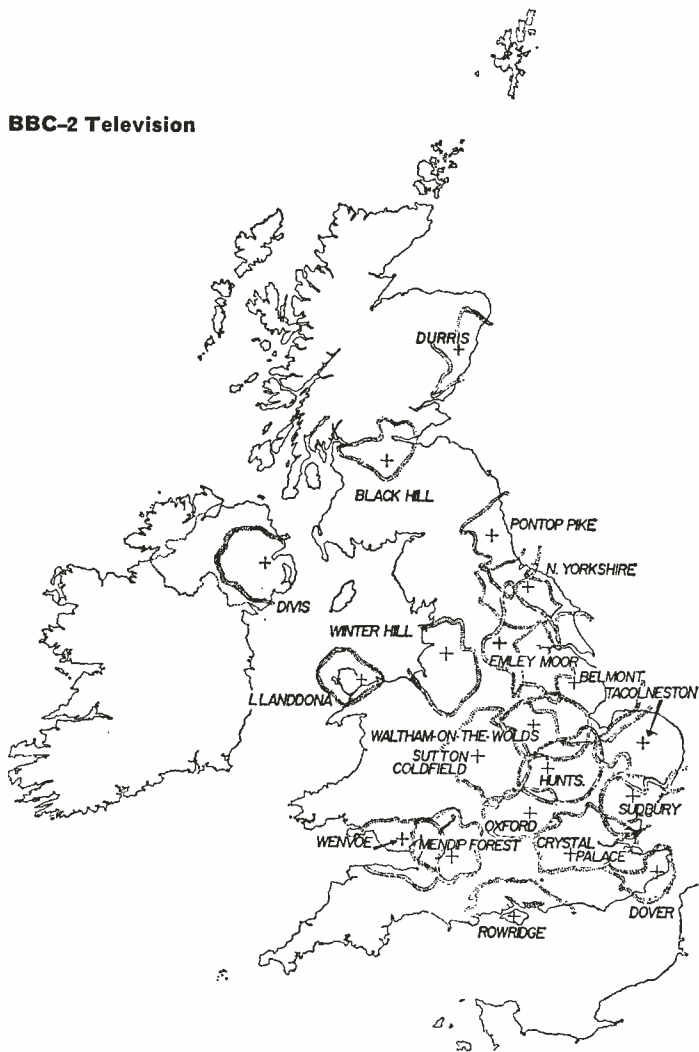 BBC-2 Television
DURRIS
BLACK HILL
PONTOP PIKE
N. YORKSHIRE
DIVIS
WINTER HILL
EMLEY MOOR
BELMONT
TACOLNESTON
LLANDDONA
WALTHAM-ON-THE-WOLDS
SUTTON
COLDFIELD
HUNTS.
SUDBURY
OXFORD
WENVOE
MENDIP FOREST
CRYSTAL
PALACE
DOVER
ROWRIDGE